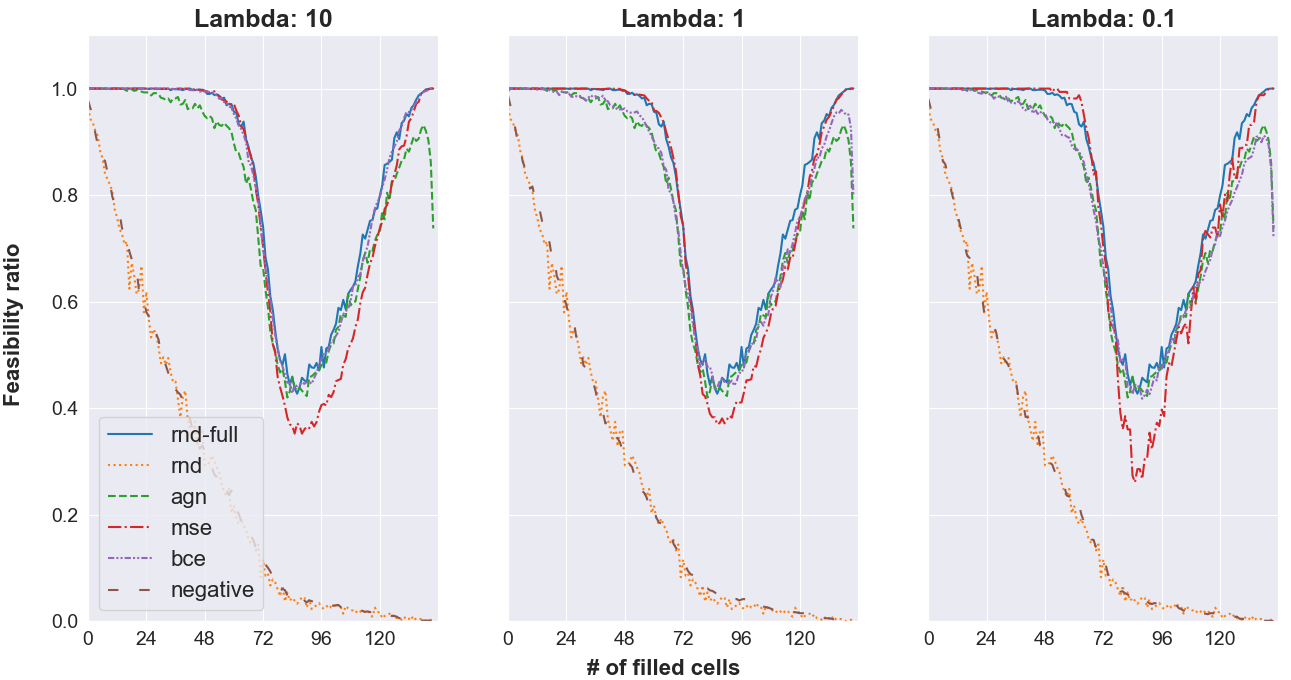 Lambda: 10
Lambda: 1
Lambda: 0.1
Feasibility ratio
1.0
0.8
0.6
0.4
0.2
0.0
rnd-full
rnd
agn
mse
bce
negative
0 24 48 72 96 120
0 24 48 72 96 120
0 24 48 72 96 120
# of filled cells